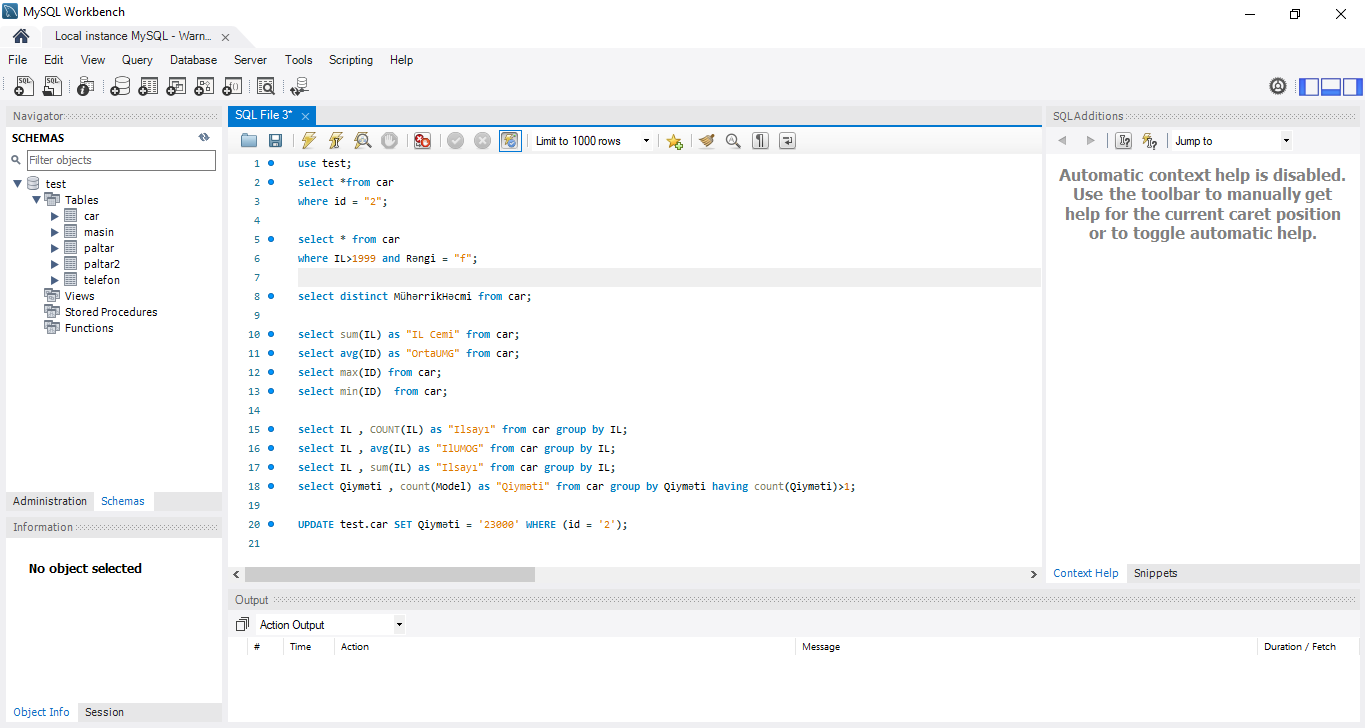 MySQL Workbench
Local instance MySQL - Warn...
File Edit View Query Database Server Tools Scripting Help
Navigator
SCHEMAS
Filter objects
test
Tables
car
masin
paltar
paltar2
telefon
Views
Stored Procedures
Functions
Administration Schemas
Information
No object selected
Object Info Session
SQL File 3*
Limit to 1000 rows
1 use test;
2 select *from car
3 where id = "2";
4
5 select * from car
6 where IL>1999 and Rəngi = "f";
7
8 select distinct MühərrikHəcmi from car;
9
10 select sum(IL) as "IL Cemi" from car;
11 select avg(ID) as "OrtaUMG" from car;
12 select max(ID) from car;
13 select min(ID)  from car;
14
15 select IL , COUNT(IL) as "Ilsayı" from car group by IL;
16 select IL , avg(IL) as "IlUMOG" from car group by IL;
17 select IL , sum(IL) as "Ilsayı" from car group by IL;
18 select Qiyməti , count(Model) as "Qiyməti" from car group by Qiyməti having count(Qiyməti)>1;
19
20 UPDATE test.car SET Qiyməti = '23000' WHERE (id = '2');
21
Output
Action Output
# Time Action Message Duration / Fetch
SQLAdditions
Jump to
Automatic context help is disabled.
Use the toolbar to manually get
help for the current caret position
or to toggle automatic help.
Context Help Snippets